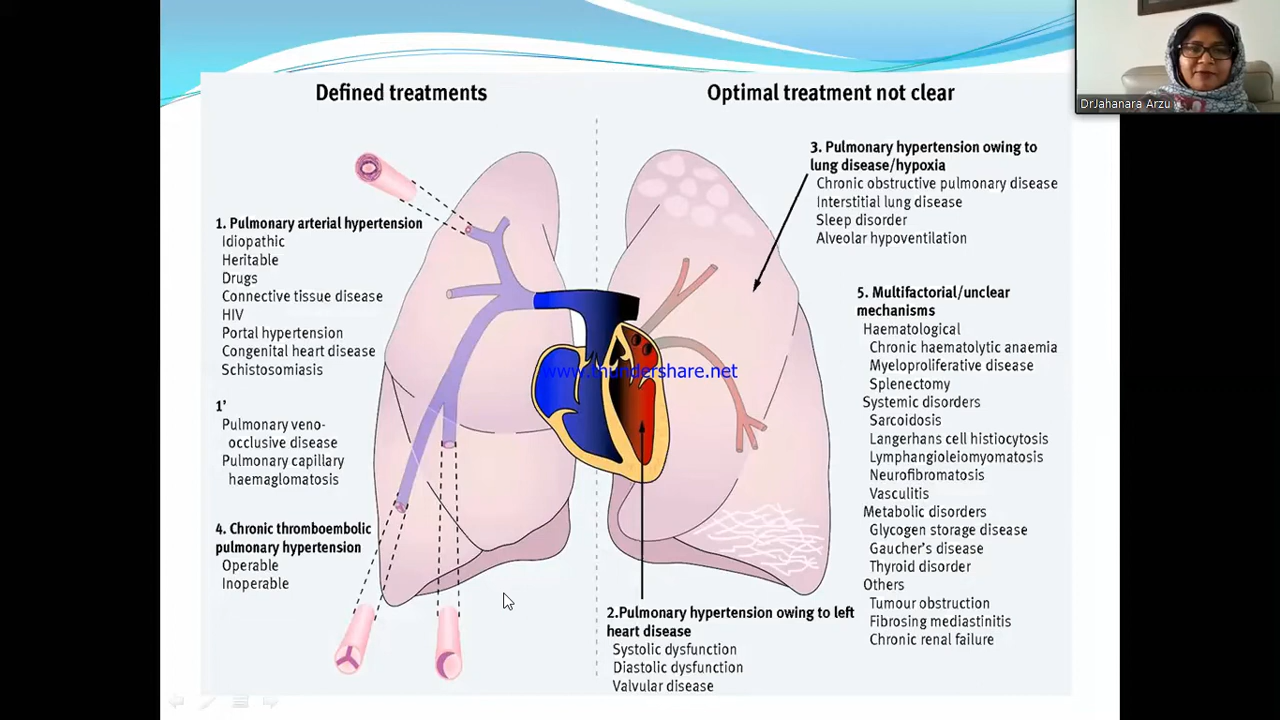 Defined treatments
Optimal treatment not clear
DrJahanara Arzu
1. Pulmonary arterial hypertension
Idiopathic
Heritable
Drugs
Connective tissue disease
HIV
Portal hypertension
Congenital heart disease
Schistosomiasis
1’
Pulmonary veno-
occlusive disease
Pulmonary capillary
haemaglomatosis
4. Chronic thromboembolic
pulmonary hypertension
Operable
Inoperable
www.thundershare.net
2.Pulmonary hypertension owing to left
heart disease
Systolic dysfunction
Diastolic dysfunction
Valvular disease
3. Pulmonary hypertension owing to
lung disease/hypoxia
Chronic obstructive pulmonary disease
Interstitial lung disease
Sleep disorder
Alveolar hypoventilation
5. Multifactorial/unclear
mechanisms
Haematological
Chronic haematolytic anaemia
Myeloproliferative disease
Splenectomy
Systemic disorders
Sarcoidosis
Langerhans cell histiocytosis
Lymphangioleiomyomatosis
Neurofibromatosis
Vasculitis
Metabolic disorders
Glycogen storage disease
Gaucher’s disease
Thyroid disorder
Others
Tumour obstruction
Fibrosing mediastinitis
Chronic renal failure